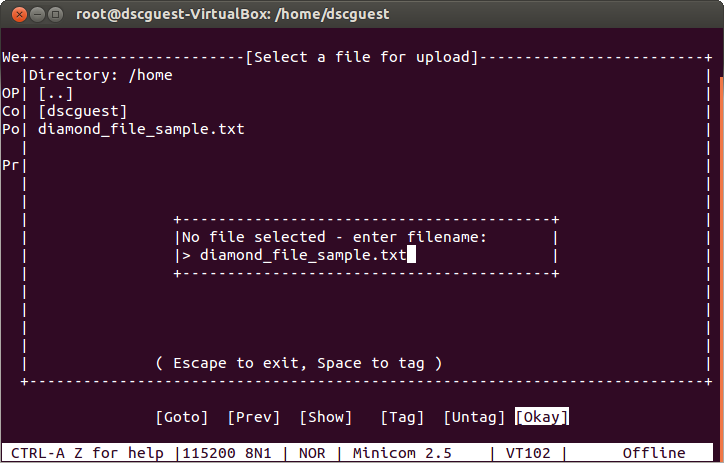 root@dscguest-VirtualBox: /home/dscguest
We+------------------------[Select a file for upload]-------------------------+
|Directory: /home |
OP| [..] |
Co| [dscguest] |
Po| diamond_file_sample.txt |
Pr| |
+-----------------------------------------+
|No file selected - enter filename: |
|> diamond_file_sample.txt |
+-----------------------------------------+
( Escape to exit, Space to tag )
+---------------------------------------------------------------------------+
[Goto] [Prev] [Show] [Tag] [Untag] [Okay]
CTRL-A Z for help |115200 8N1 | NOR | Minicom 2.5 | VT102 | Offline